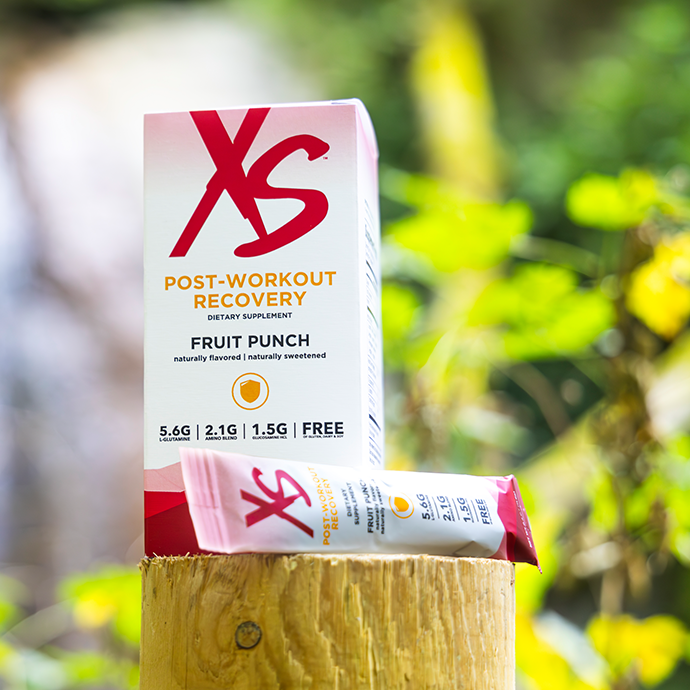 XS™
POST-WORKOUT
RECOVERY
DIETARY SUPPLEMENT
FRUIT PUNCH
naturally flavored | naturally sweetened
5.6G | 2.1G | 1.5G | FREE
L-GLUTAMINE AMINO BLEND GLUCOSAMINE HCL OF GLUTEN, DAIRY & SOY
XS
POST-WORKOUT
RECOVERY
DIETARY
SUPPLEMENT
FRUIT PUNCH
5.6G
2.1G
1.5G
FREE